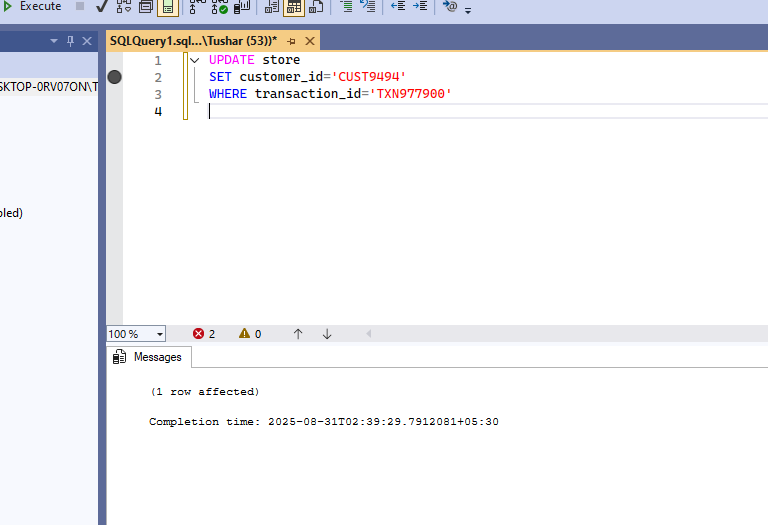 Execute
SQLQuery1.sql...\Tushar (53))*
SKTOP-0RV07ON\T
bled)
1 UPDATE store
2 SET customer_id='CUST9494'
3 WHERE transaction_id='TXN977900'
4
100 % 2 0
Messages
(1 row affected)
Completion time: 2025-08-31T02:39:29.7912081+05:30